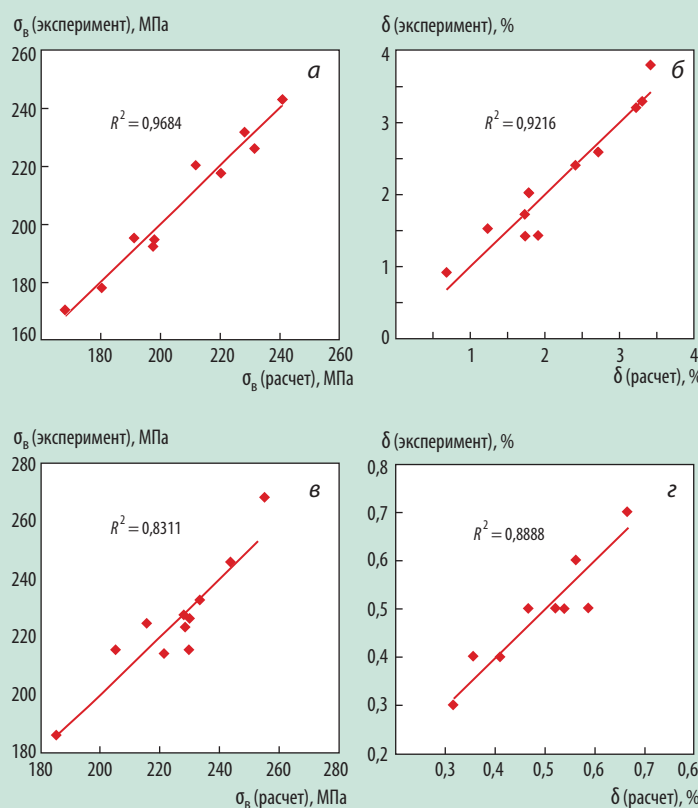 σв (эксперимент), МПа
260
240
220
200
180
160
а
R² = 0,9684
180 200 220 240 260
σв (расчет), МПа
δ (эксперимент), %
4
3
2
1
0
б
R² = 0,9216
1 2 3 4
δ (расчет), %
σв (эксперимент), МПа
280
260
240
220
200
180
в
R² = 0,8311
180 200 220 240 260 280
σв (расчет), МПа
δ (эксперимент), %
0,8
0,7
0,6
0,5
0,4
0,3
0,2
г
R² = 0,8888
0,3 0,4 0,5 0,6 0,7 0,6
δ (расчет), %